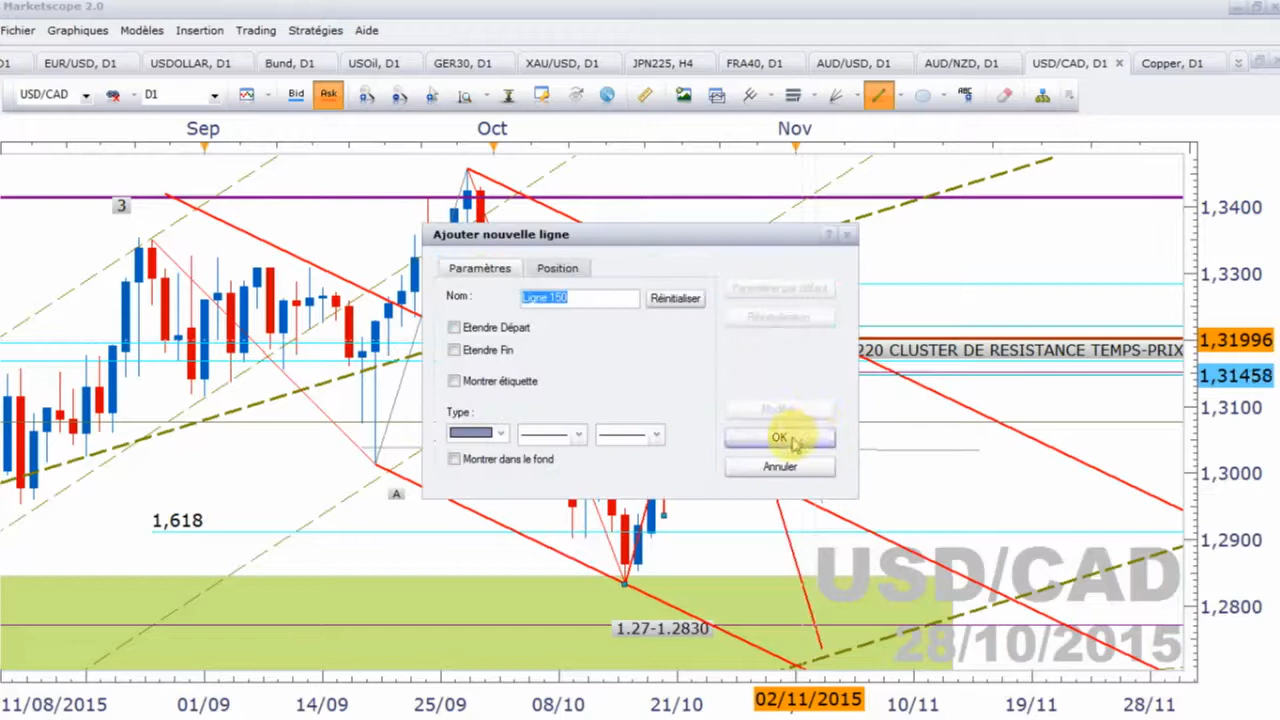 Marketscope 2.0
Fichier Graphiques Modèles Insertion Trading Stratégies Aide
D1 EUR/USD, D1 USDOLLAR, D1 Bund, D1 USOil, D1 GER30, D1 XAU/USD, D1 JPN225, H4 FRA40, D1 AUD/USD, D1 AUD/NZD, D1 USD/CAD, D1 Copper, D1
USD/CAD D1 Bid Ask ABC
Sep Oct Nov
3
1,3400
Ajouter nouvelle ligne
Paramètres Position
1,3300
Nom : Ligne 150 Réinitialiser
Paramètres par défaut
Etendre Départ
Réinitialisation
1,31996
Etendre Fin
220 CLUSTER DE RESISTANCE TEMPS-PRIX
1,31458
Montrer étiquette
Type :
1,3100
OK
Montrer dans le fond
Annuler
1,3000
A
1,618
1,2900
USD/CAD
1,2800
1.27-1.2830
28/10/2015
11/08/2015 01/09 14/09 25/09 08/10 21/10 02/11/2015 10/11 19/11 28/11